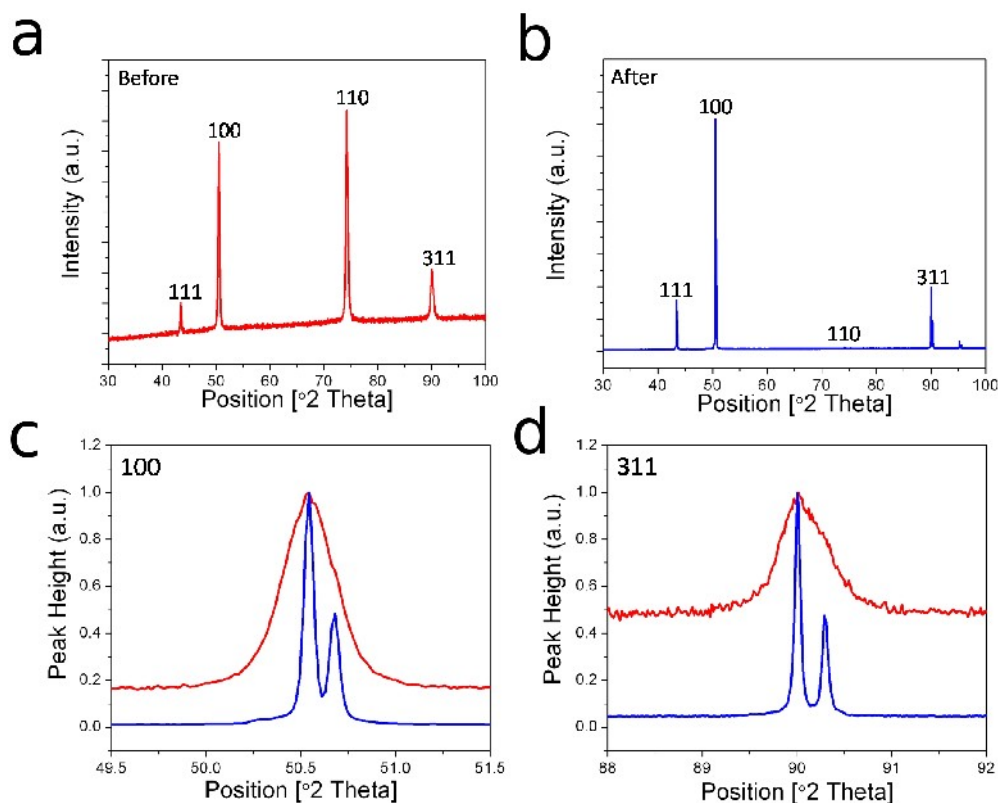 a
Before
111
100
110
311
Intensity (a.u.)
30 40 50 60 70 80 90 100
Position [°2 Theta]
b
After
111
100
110
311
Intensity (a.u.)
30 40 50 60 70 80 90 100
Position [°2 Theta]
c
100
1.2
1.0
0.8
0.6
0.4
0.2
0.0
Peak Height (a.u.)
49.5 50.0 50.5 51.0 51.5
Position [°2 Theta]
d
311
1.2
1.0
0.8
0.6
0.4
0.2
0.0
Peak Height (a.u.)
88 89 90 91 92
Position [°2 Theta]